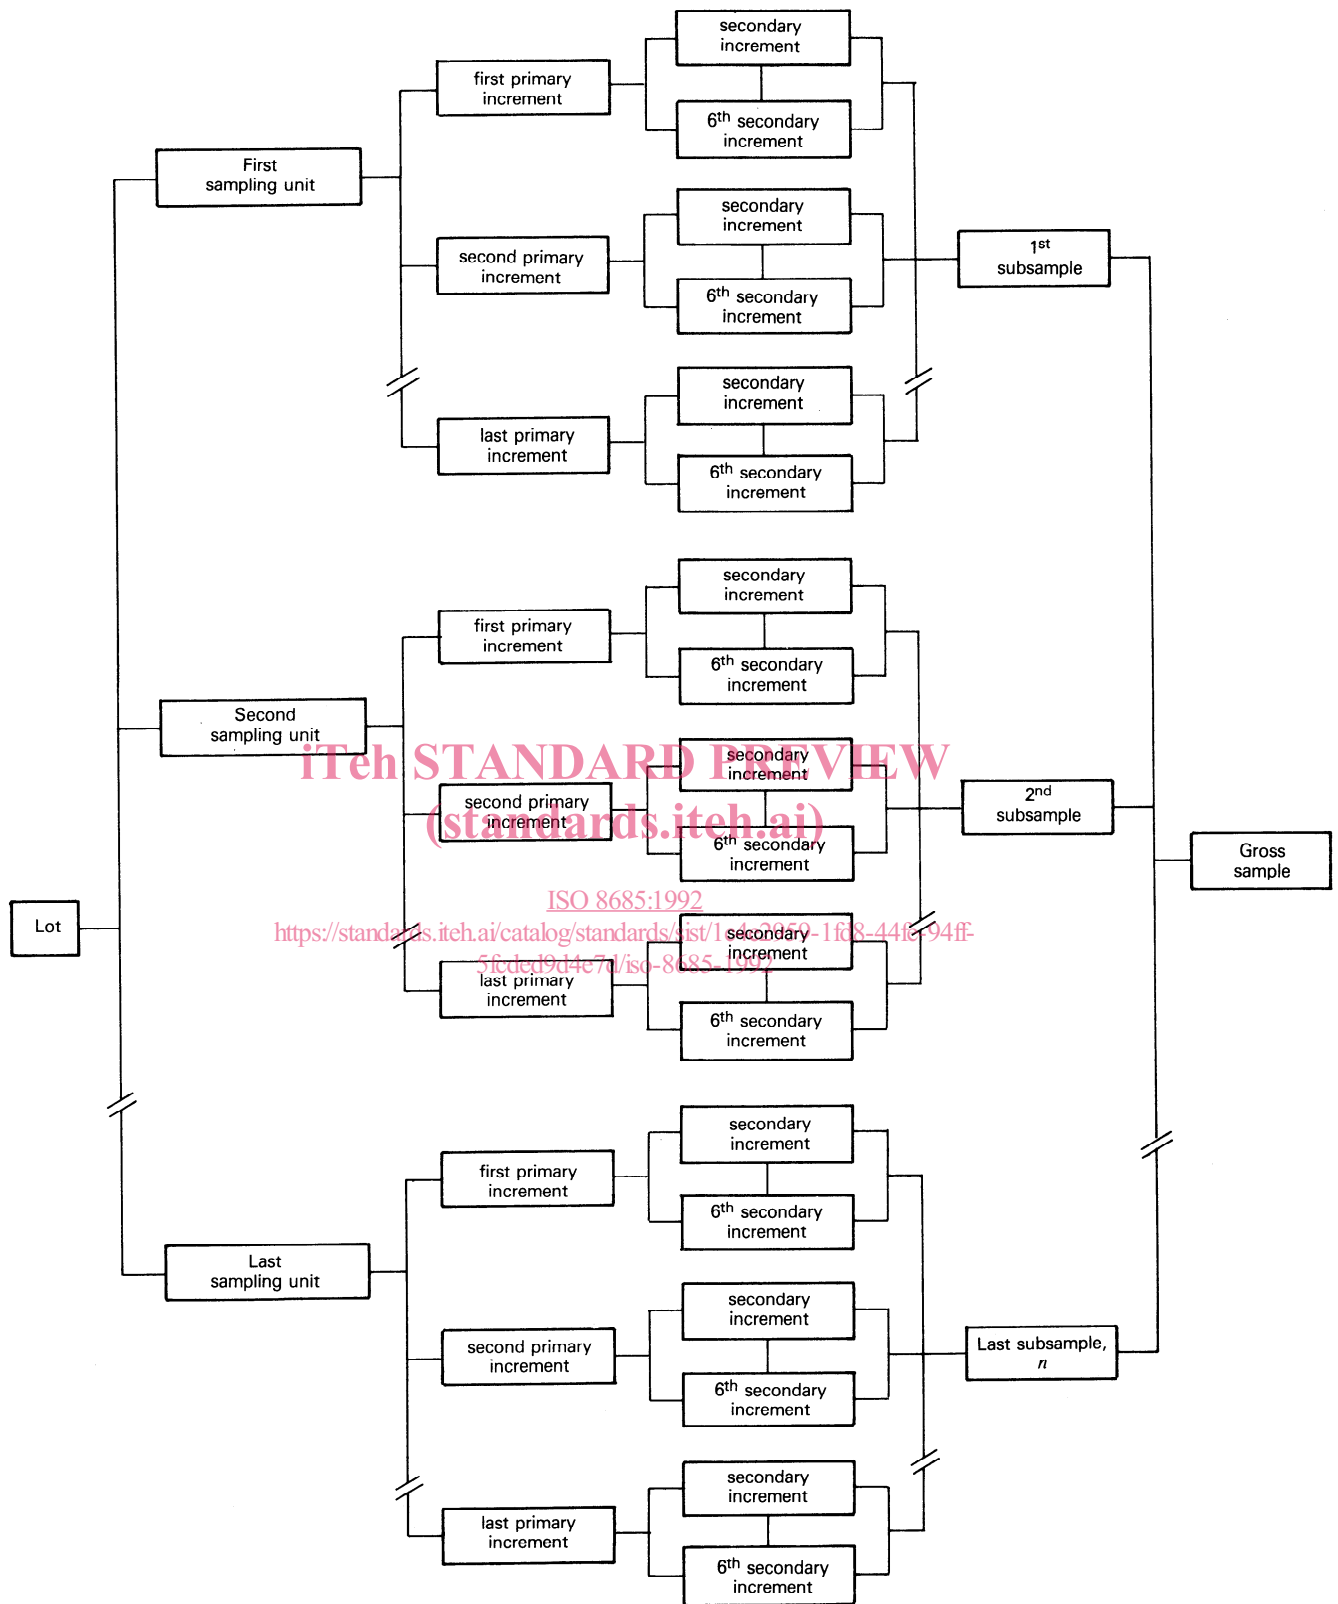 secondary
increment
first primary
increment
6th secondary
increment
First
sampling unit
secondary
increment
second primary
increment
6th secondary
increment
1st
subsample
secondary
increment
last primary
increment
6th secondary
increment
secondary
increment
first primary
increment
6th secondary
increment
Second
sampling unit
iTeh STANDARD PREVIEW
(standards.iteh.ai)
secondary
increment
second primary
increment
6th secondary
increment
2nd
subsample
Gross
sample
Lot
ISO 8685:1992
secondary
increment
last primary
increment
6th secondary
increment
secondary
increment
first primary
increment
6th secondary
increment
Last
sampling unit
secondary
increment
second primary
increment
6th secondary
increment
Last subsample,
n
secondary
increment
last primary
increment
6th secondary
increment